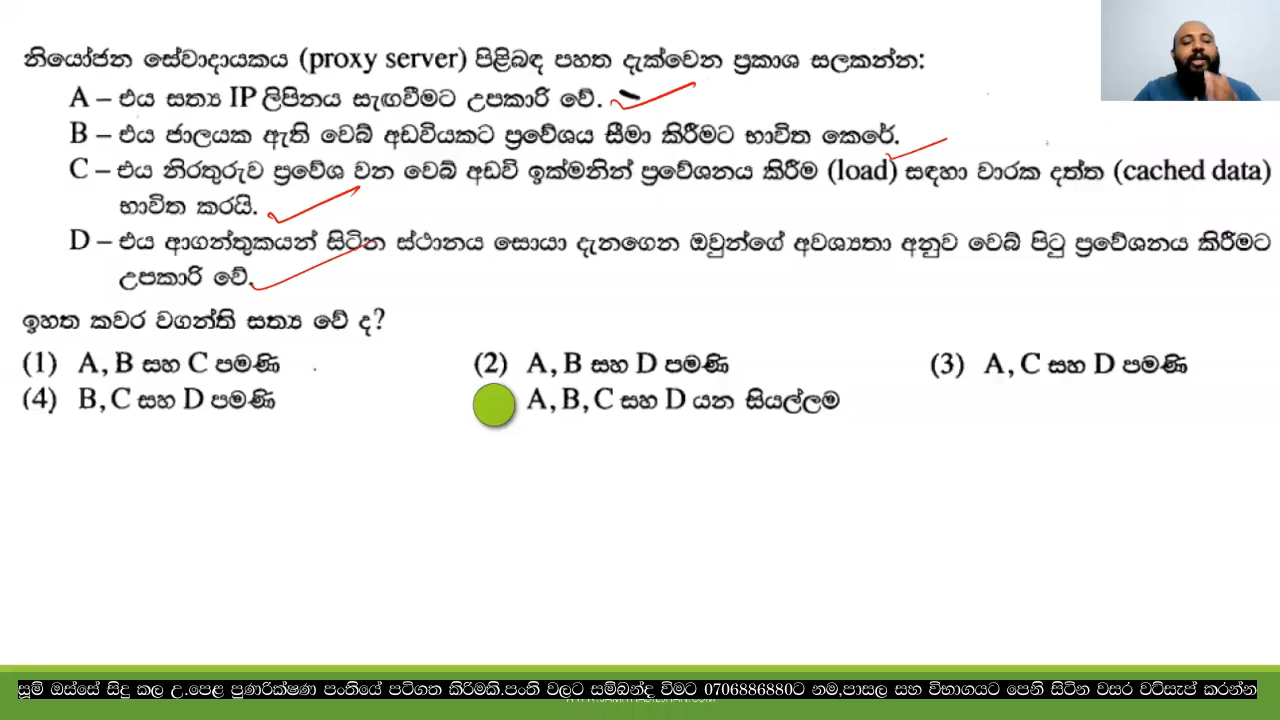 නියෝජන සේවාදායකය (proxy server) පිළිබඳ පහත දැක්වෙන ප්‍රකාශ සලකන්න:
A – එය සත්‍ය IP ලිපිනය සැඟවීමට උපකාරි වේ.
B – එය ජාලයක ඇති වෙබ් අඩවියකට ප්‍රවේශය සීමා කිරීමට භාවිත කෙරේ.
C – එය නිරතුරුව ප්‍රවේශ වන වෙබ් අඩවි ඉක්මනින් ප්‍රවේශනය කිරීම (load) සඳහා වාරක දත්ත (cached data)
භාවිත කරයි.
D – එය ආගන්තුකයන් සිටින ස්ථානය සොයා දැනගෙන ඔවුන්ගේ අවශ්‍යතා අනුව වෙබ් පිටු ප්‍රවේශනය කිරීමට
උපකාරි වේ.
ඉහත කවර වගන්ති සත්‍ය වේ ද?
(1) A, B සහ C පමණි (2) A, B සහ D පමණි (3) A, C සහ D පමණි
(4) B, C සහ D පමණි A, B, C සහ D යන සියල්ලම
සූම් ඔස්සේ සිදු කල උ.පෙළ පුණරික්ෂණ පංතියේ පටිගත කිරිමකි.පංති වලට සම්බන්ද විමට 0706886880ට නම,පාසල සහ විභාගයට පෙනි සිටින වසර වට්සැප් කරන්න